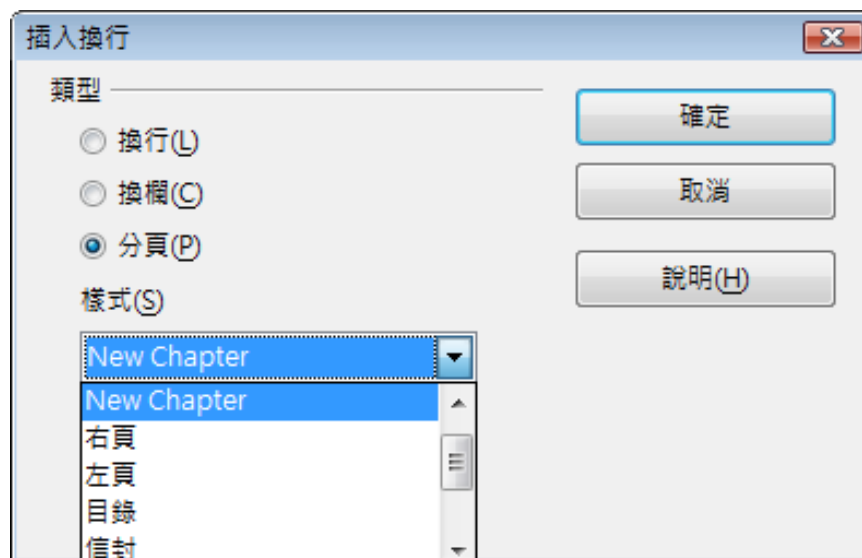 插入換行
類型
換行(L)
換欄(C)
分頁(P)
樣式(S)
New Chapter
New Chapter
右頁
左頁
目錄
信封
確定
取消
說明(H)